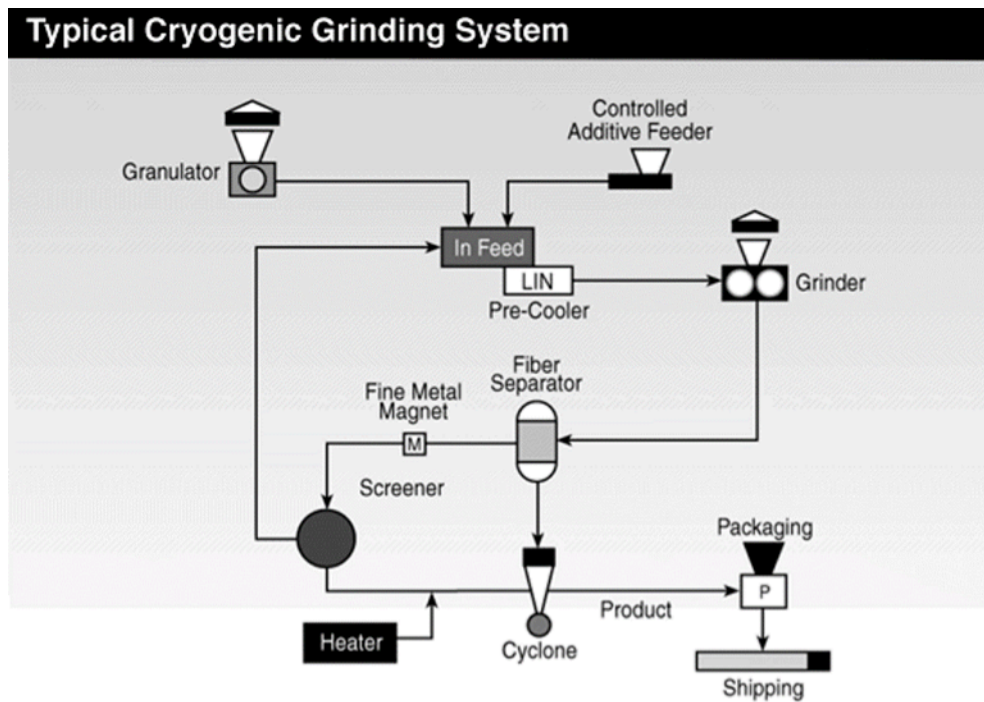 Typical Cryogenic Grinding System
Controlled
Additive Feeder
Granulator
In Feed
LIN
Pre-Cooler
Grinder
Fiber
Separator
Fine Metal
Magnet
M
Screener
Packaging
P
Product
Heater
Cyclone
Shipping